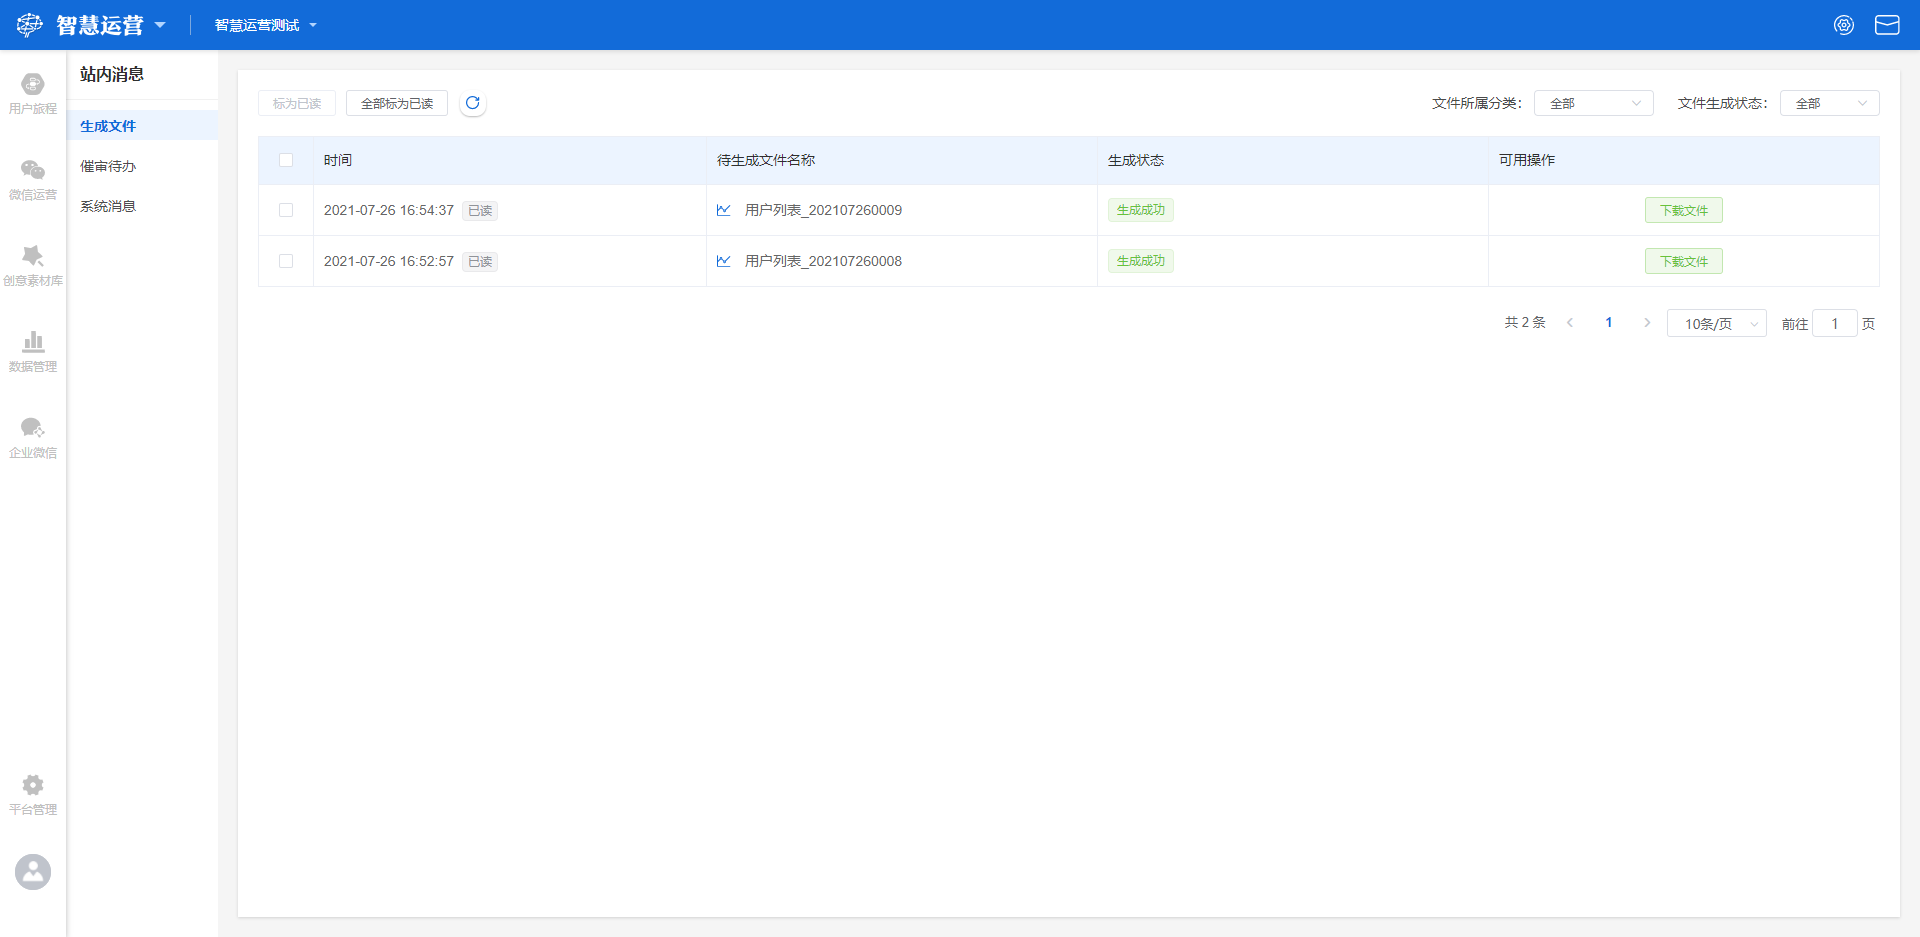 智慧运营
智慧运营测试
用户旅程
微信运营
创意素材库
数据管理
企业微信
平台管理
站内消息
生成文件
催审待办
系统消息
标为已读 全部标为已读 文件所属分类： 全部 文件生成状态： 全部
时间 待生成文件名称 生成状态 可用操作
2021-07-26 16:54:37 已读 用户列表_202107260009 生成成功 下载文件
2021-07-26 16:52:57 已读 用户列表_202107260008 生成成功 下载文件
共 2 条 1 10条/页 前往 1 页